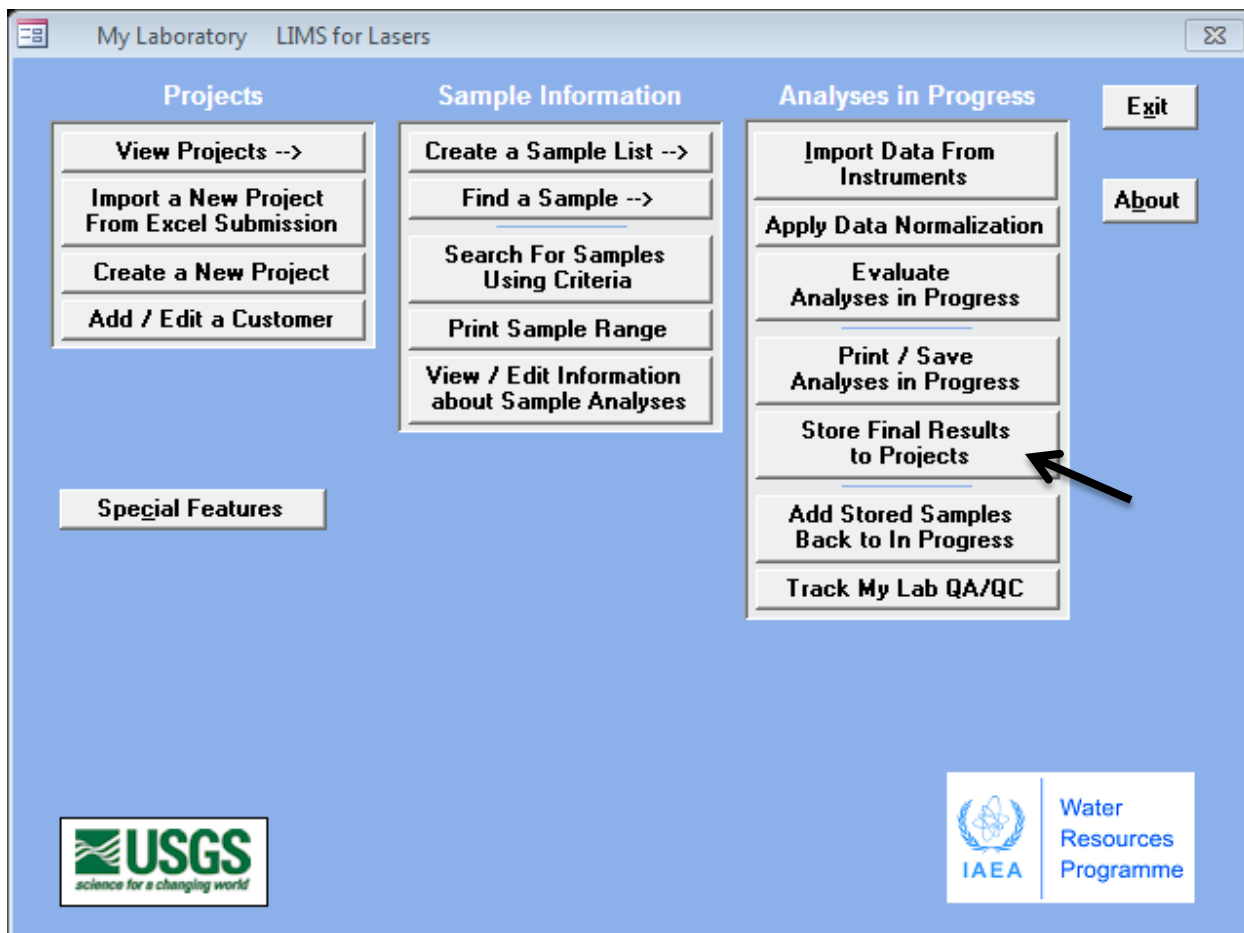 My Laboratory LIMS for Lasers
Projects
View Projects -->
Import a New Project
From Excel Submission
Create a New Project
Add / Edit a Customer
Special Features
Sample Information
Create a Sample List -->
Find a Sample -->
Search For Samples
Using Criteria
Print Sample Range
View / Edit Information
about Sample Analyses
Analyses in Progress
Import Data From
Instruments
Apply Data Normalization
Evaluate
Analyses in Progress
Print / Save
Analyses in Progress
Store Final Results
to Projects
Add Stored Samples
Back to In Progress
Track My Lab QA/QC
Exit
About
USGS
science for a changing world
IAEA
Water
Resources
Programme